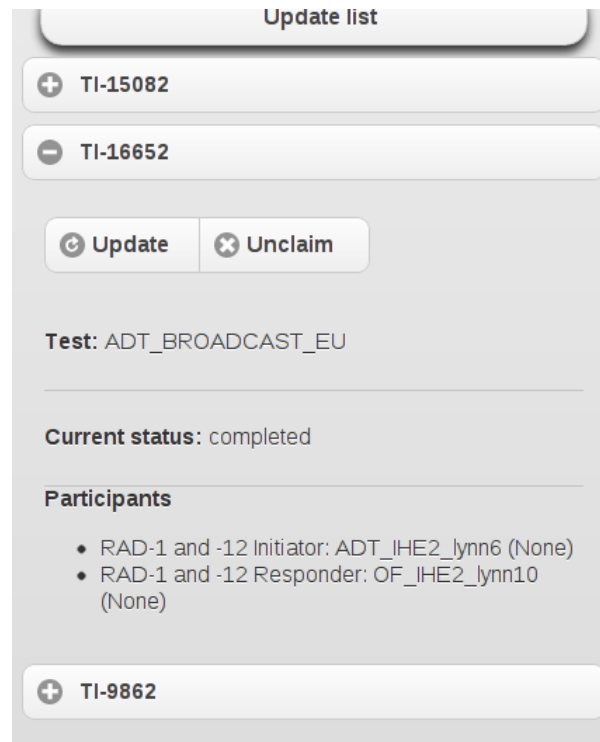 Update list
TI-15082
TI-16652
Update
Unclaim
Test: ADT_BROADCAST_EU
Current status: completed
Participants
RAD-1 and -12 Initiator: ADT_IHE2_lynn6 (None)
RAD-1 and -12 Responder: OF_IHE2_lynn10
(None)
TI-9862